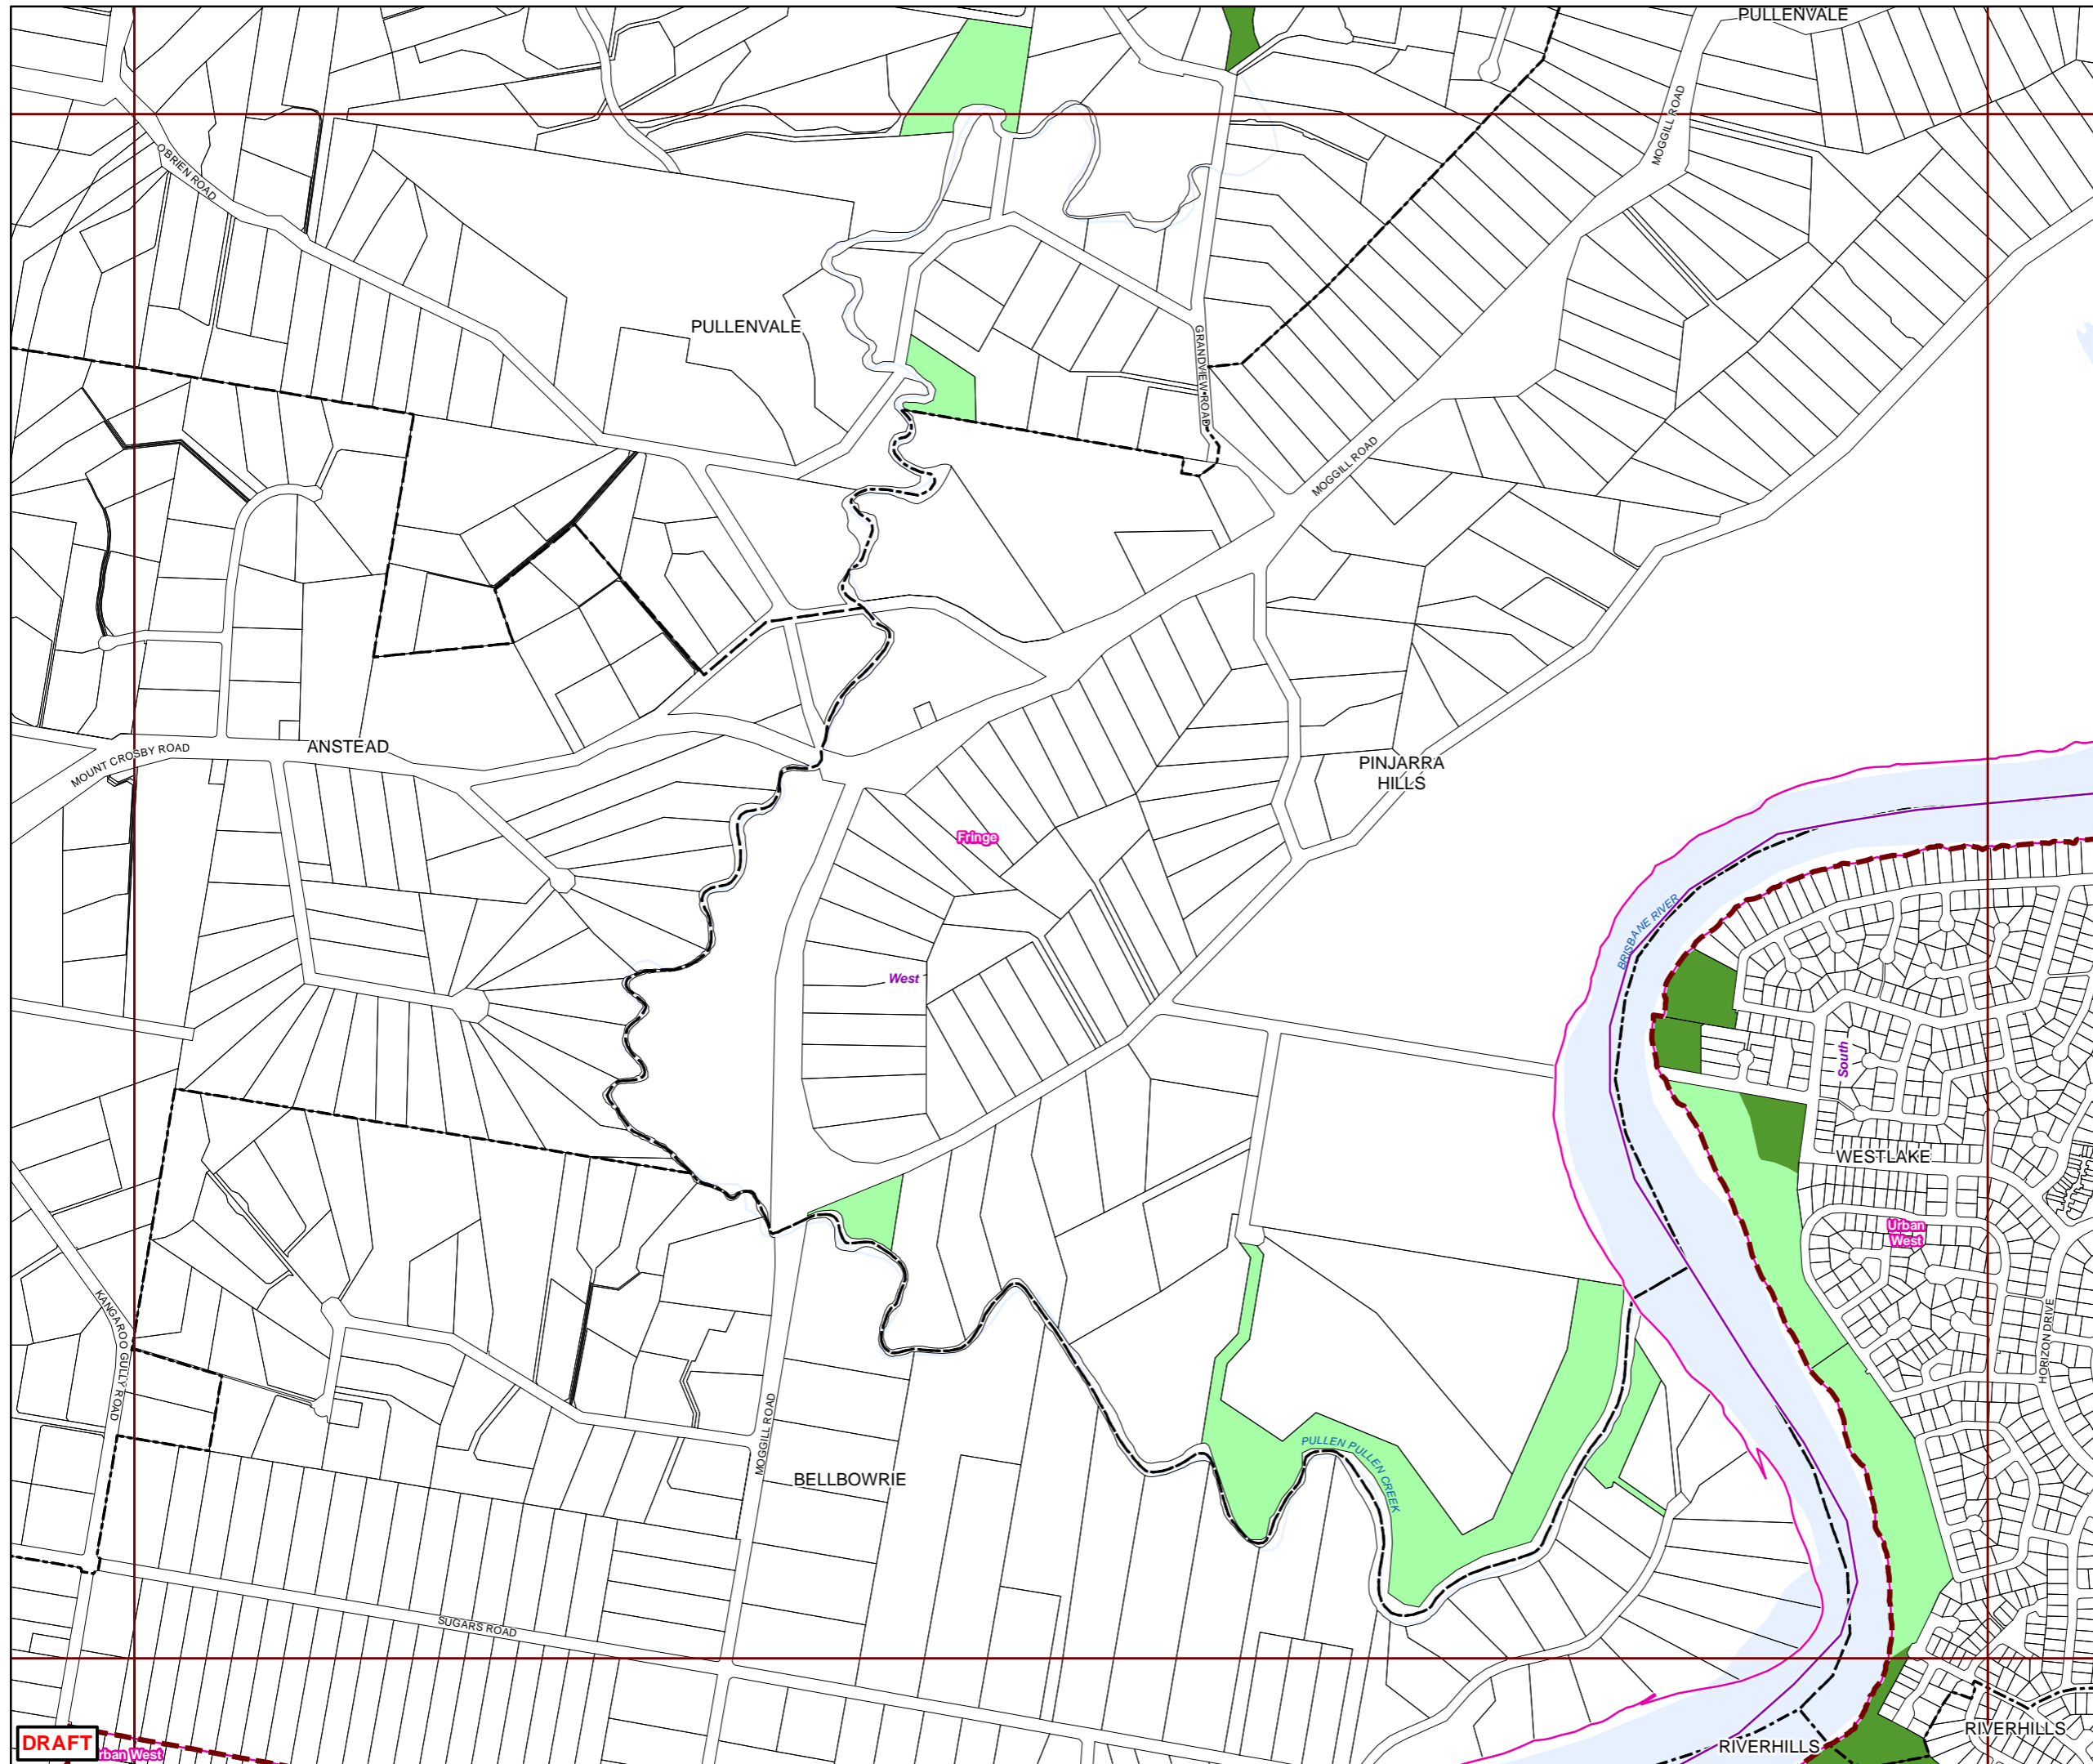 PULLENVALE
MOGGILL ROAD
O'BRIEN ROAD
PULLENVALE
GRANDVIEW ROAD
MOGGILL ROAD
MOUNT CROSBY ROAD
ANSTEAD
PINJARRA
HILLS
Fringe
BRISBANE RIVER
West
South
WESTLAKE
Urban
West
KANGAROO GULLY ROAD
HORIZON DRIVE
MOGGILL ROAD
PULLEN PULLEN CREEK
BELLBOWRIE
SUGARS ROAD
RIVERHILLS
RIVERHILLS
DRAFT
rban West